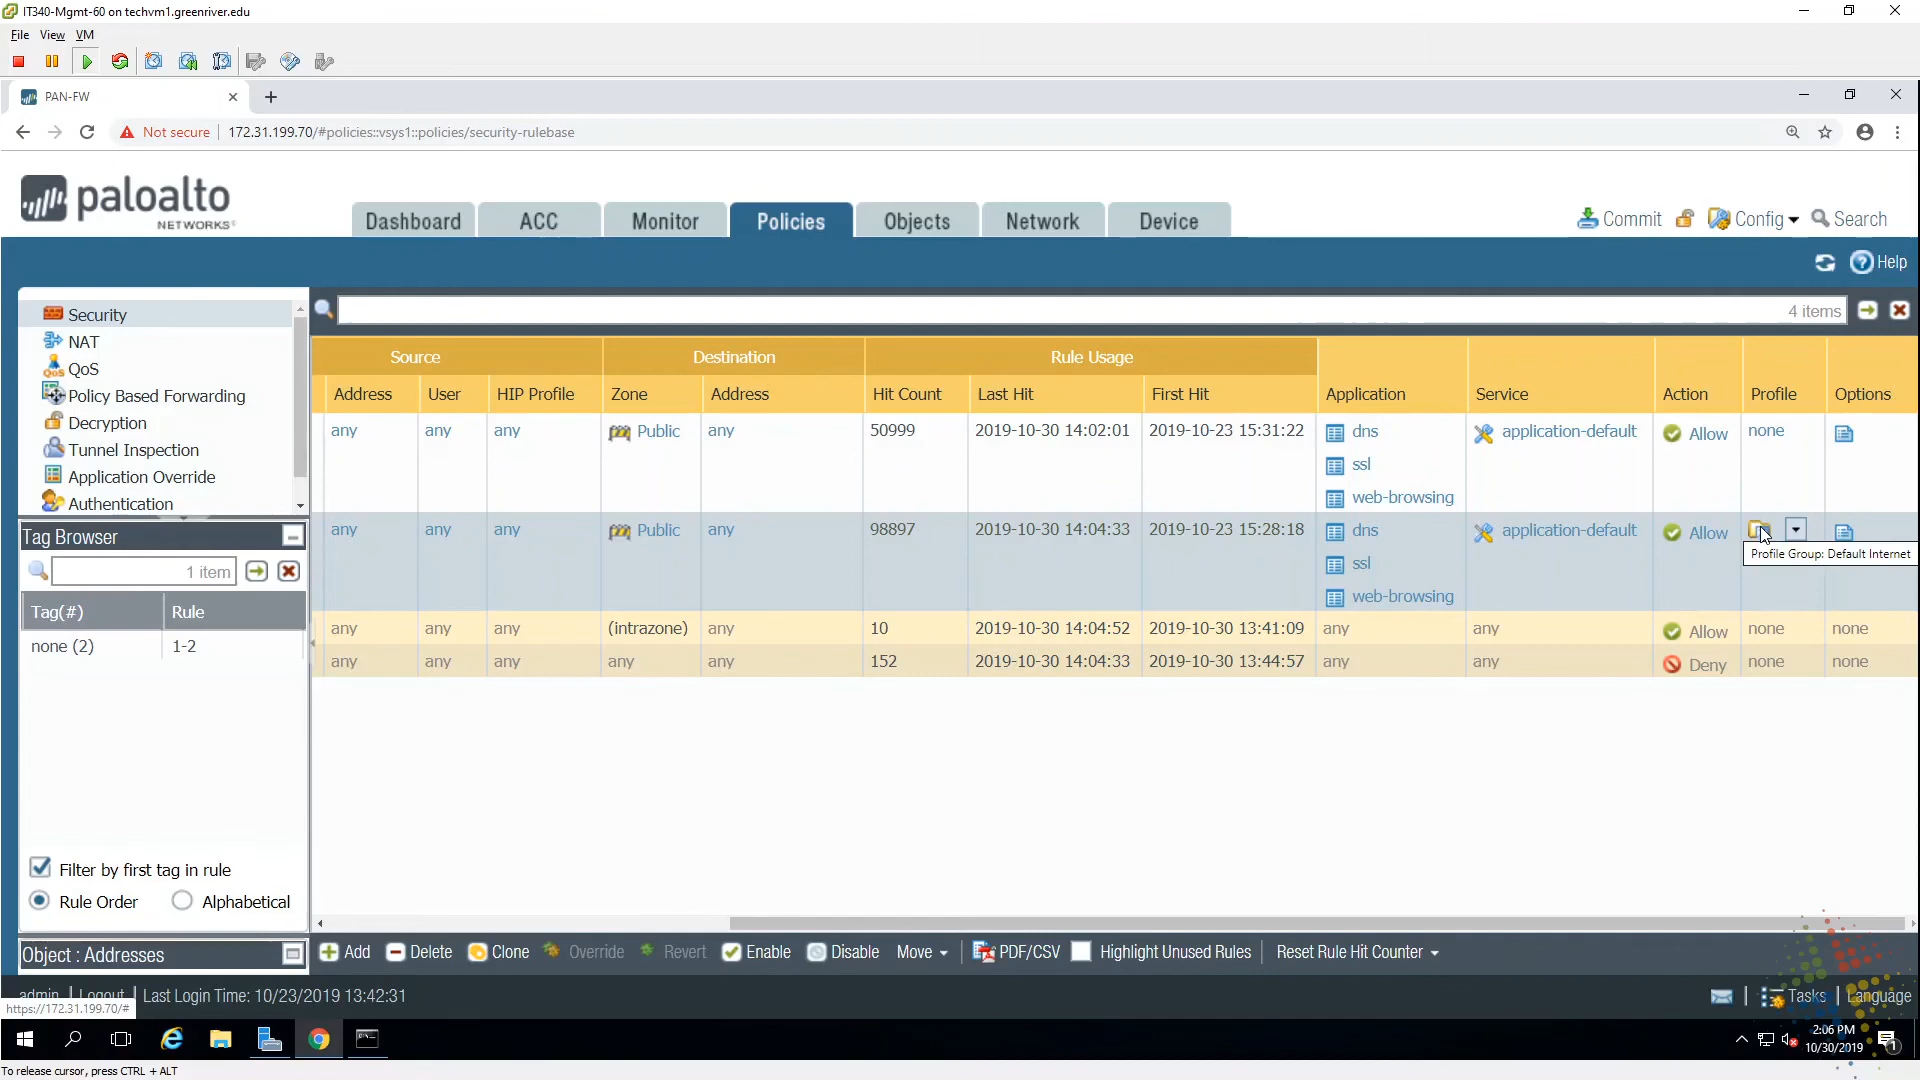 IT340-Mgmt-60 on techvm1.greenriver.edu
File View VM
PAN-FW
Not secure 172.31.199.70/#policies::vsys1::policies/security-rulebase
paloalto
NETWORKS
Dashboard ACC Monitor Policies Objects Network Device
Commit Config Search
Help
Security
NAT
QoS
Policy Based Forwarding
Decryption
Tunnel Inspection
Application Override
Authentication
4 items
Source Destination Rule Usage
Address User HIP Profile Zone Address Hit Count Last Hit First Hit Application Service Action Profile Options
any any any Public any 50999 2019-10-30 14:02:01 2019-10-23 15:31:22 dns application-default Allow none
ssl
web-browsing
any any any Public any 98897 2019-10-30 14:04:33 2019-10-23 15:28:18 dns application-default Allow
Profile Group: Default Internet
ssl
web-browsing
any any any (intrazone) any 10 2019-10-30 14:04:52 2019-10-30 13:41:09 any any Allow none none
any any any any any 152 2019-10-30 14:04:33 2019-10-30 13:44:57 any any Deny none none
Tag Browser
1 item
Tag(#) Rule
none (2) 1-2
Filter by first tag in rule
Rule Order Alphabetical
Object : Addresses
Add Delete Clone Override Revert Enable Disable Move PDF/CSV Highlight Unused Rules Reset Rule Hit Counter
admin Logout Last Login Time: 10/23/2019 13:42:31
Tasks Language
https://172.31.199.70/#
2:06 PM
10/30/2019
1
To release cursor, press CTRL + ALT